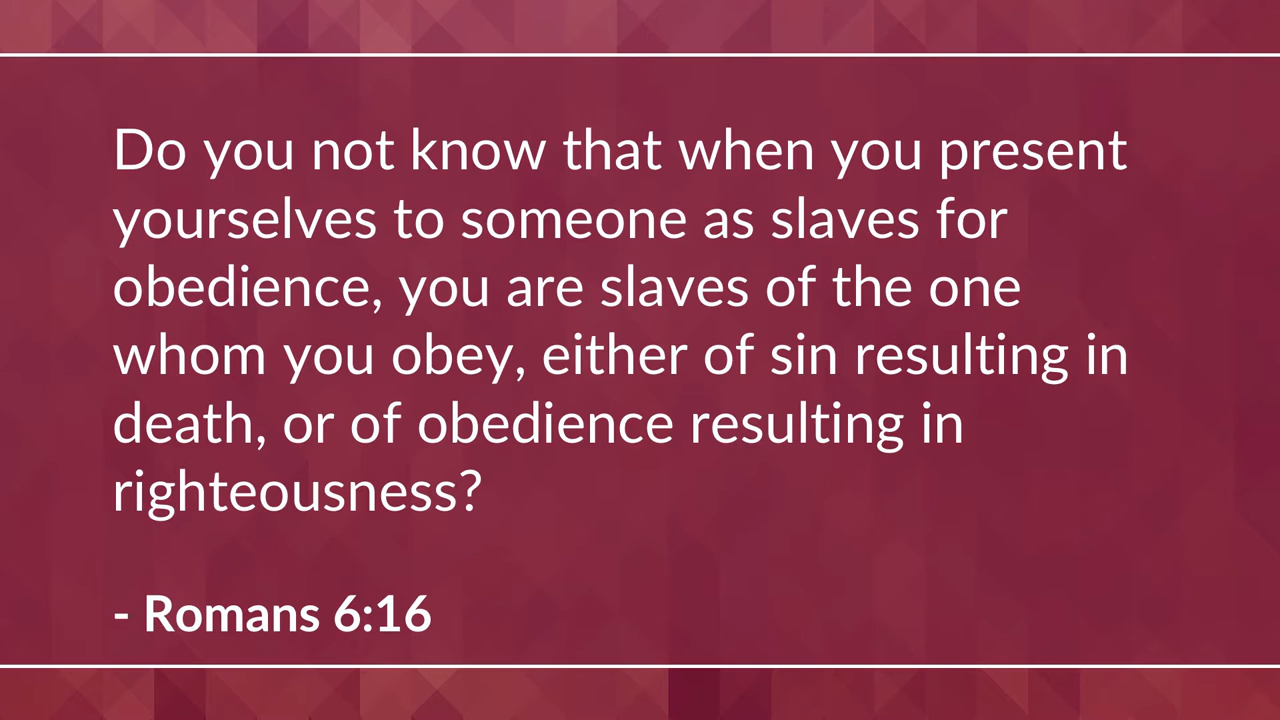 Do you not know that when you present
yourselves to someone as slaves for
obedience, you are slaves of the one
whom you obey, either of sin resulting in
death, or of obedience resulting in
righteousness?
- Romans 6:16